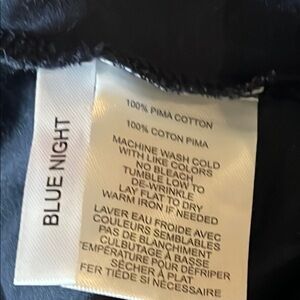 BLUE NIGHT
100% PIMA COTTON
100% COTON PIMA
MACHINE WASH COLD
WITH LIKE COLORS
NO BLEACH
TUMBLE LOW TO
DE-WRINKLE
LAY FLAT TO DRY
WARM IRON IF NEEDED
LAVER EAU FROIDE AVEC
COULEURS SEMBLABLES
PAS DE BLANCHIMENT
CULBUTAGE À BASSE
TEMPÉRATURE POUR DÉFRIPER
SÉCHER À PLAT
FER TIÈDE SI NÉCESSAIRE